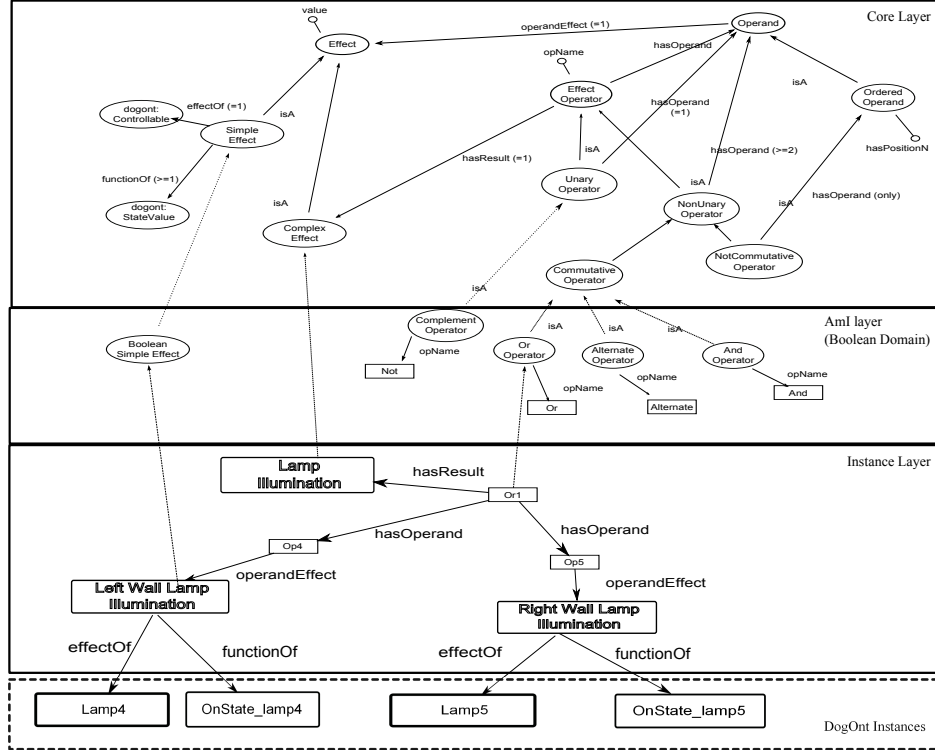 value
operandEffect (=1)
Operand
Core Layer
Effect
hasOperand
opName
isA
effectOf (=1)
dogont:
Controllable
isA
Simple
Effect
Effect
Operator
hasOperand
(=1)
Ordered
Operand
functionOf (>=1)
hasResult (=1)
isA
hasOperand (>=2)
hasPositionN
dogont:
StateValue
isA
Unary
Operator
isA
NonUnary
Operator
isA
hasOperand (only)
Complex
Effect
Commutative
Operator
NotCommutative
Operator
isA
Complement
Operator
isA
isA
isA
AmI layer
(Boolean Domain)
Boolean
Simple Effect
opName
Or
Operator
Alternate
Operator
And
Operator
Not
opName
opName
opName
Or
Alternate
And
Lamp
Illumination
hasResult
Instance Layer
Or1
hasOperand
hasOperand
Op4
Op5
operandEffect
operandEffect
Left Wall Lamp
Illumination
Right Wall Lamp
Illumination
effectOf
functionOf
effectOf
functionOf
Lamp4
OnState_lamp4
Lamp5
OnState_lamp5
DogOnt Instances